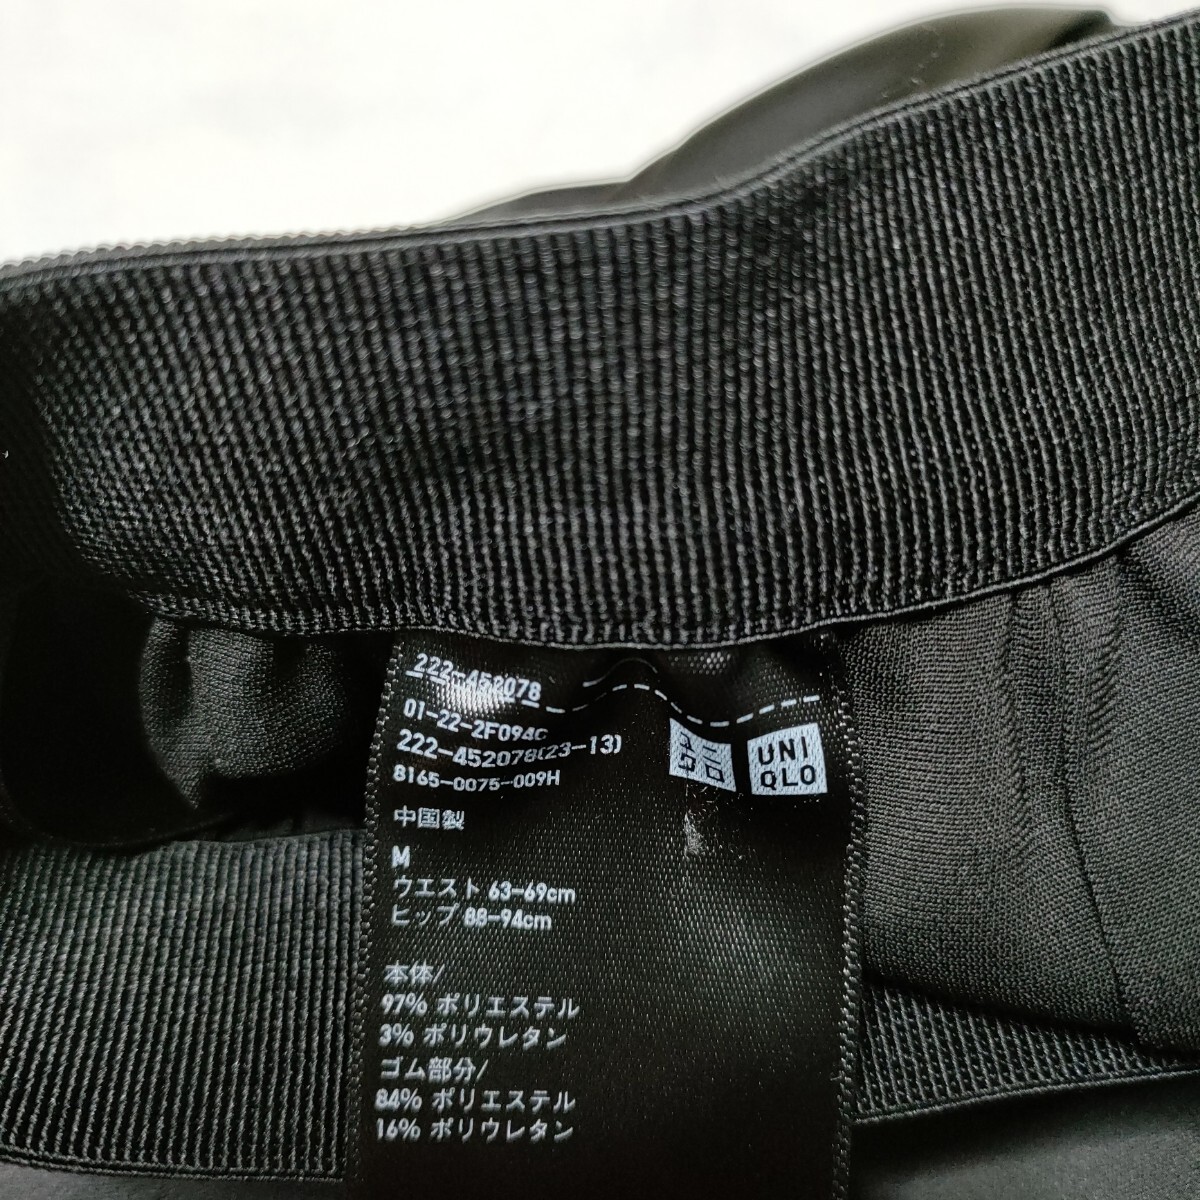 222-452078
01-22-2F094C
222-452078(23-13)
8165-0075-009H
ユニクロ
UNI
QLO
中国製
M
ウエスト 63-69cm
ヒップ 88-94cm
本体/
97% ポリエステル
3% ポリウレタン
ゴム部分/
84% ポリエステル
16% ポリウレタン